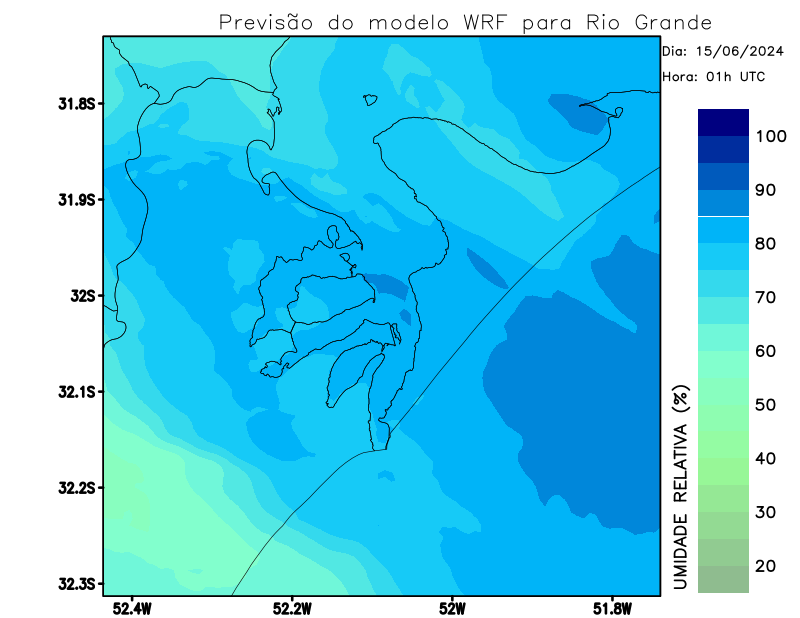 Previsão do modelo WRF para Rio Grande
Dia: 15/06/2024
Hora: 01h UTC
31.8S
31.9S
32S
32.1S
32.2S
32.3S
52.4W
52.2W
52W
51.8W
100
90
80
70
60
50
40
30
20
UMIDADE RELATIVA (%)